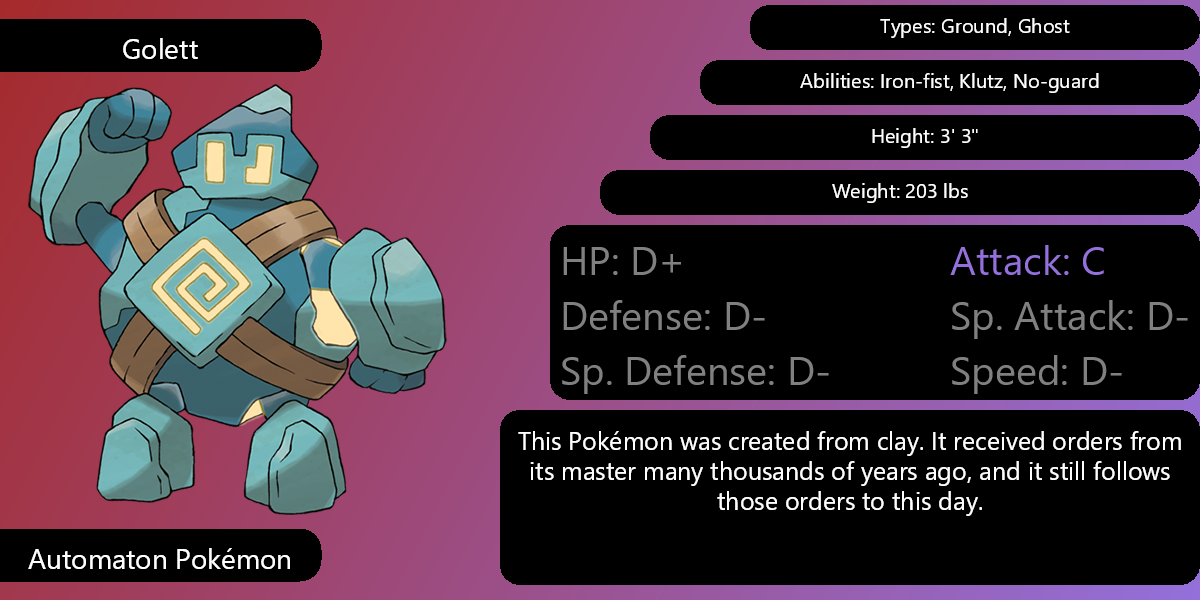 Golett
Types: Ground, Ghost
Abilities: Iron-fist, Klutz, No-guard
Height: 3' 3"
Weight: 203 lbs
HP: D+
Attack: C
Defense: D-
Sp. Attack: D-
Sp. Defense: D-
Speed: D-
This Pokémon was created from clay. It received orders from
its master many thousands of years ago, and it still follows
those orders to this day.
Automaton Pokémon